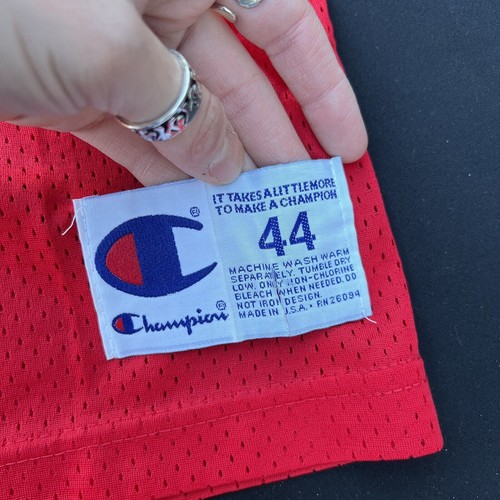 IT TAKES A LITTLE MORE
TO MAKE A CHAMPION
®
44
MACHINE WASH WARM
SEPARATELY. TUMBLE DRY
LOW. ONLY NON-CHLORINE
BLEACH WHEN NEEDED. DO
NOT IRON DESIGN.
MADE IN U.S.A. • RN26094
Champion®